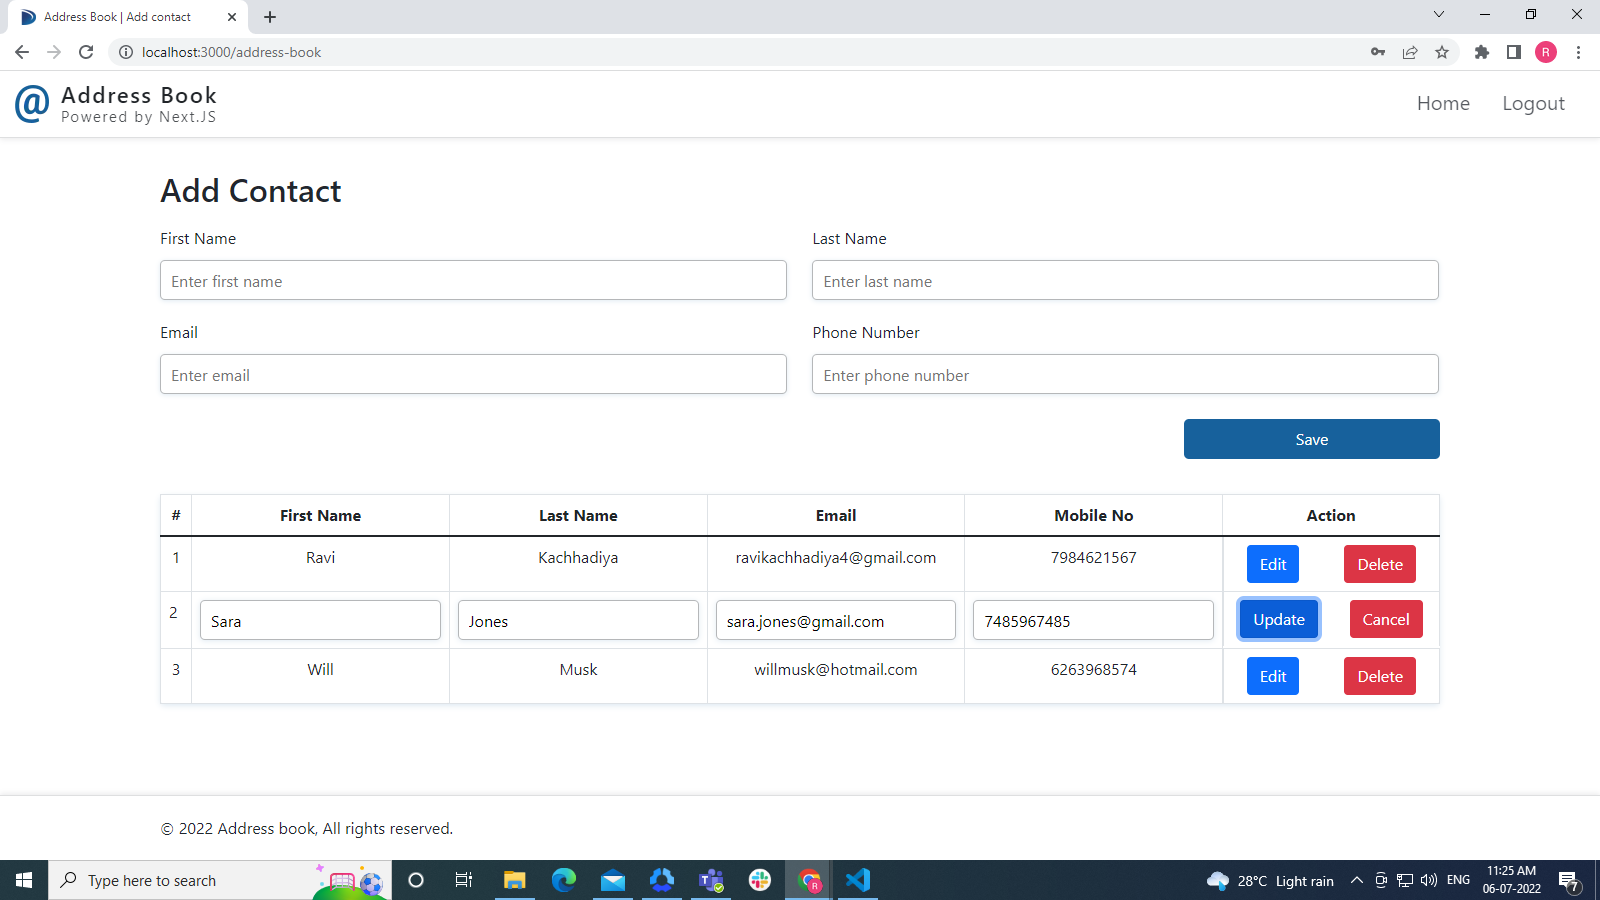 Address Book | Add contact
localhost:3000/address-book
R
@ Address Book
Powered by Next.JS
Home Logout
Add Contact
First Name Last Name
Enter first name Enter last name
Email Phone Number
Enter email Enter phone number
Save
# First Name Last Name Email Mobile No Action
1 Ravi Kachhadiya ravikachhadiya4@gmail.com 7984621567 Edit Delete
2 Sara Jones sara.jones@gmail.com 7485967485 Update Cancel
3 Will Musk willmusk@hotmail.com 6263968574 Edit Delete
© 2022 Address book, All rights reserved.
Type here to search
R
28°C Light rain
ENG
11:25 AM
06-07-2022
7